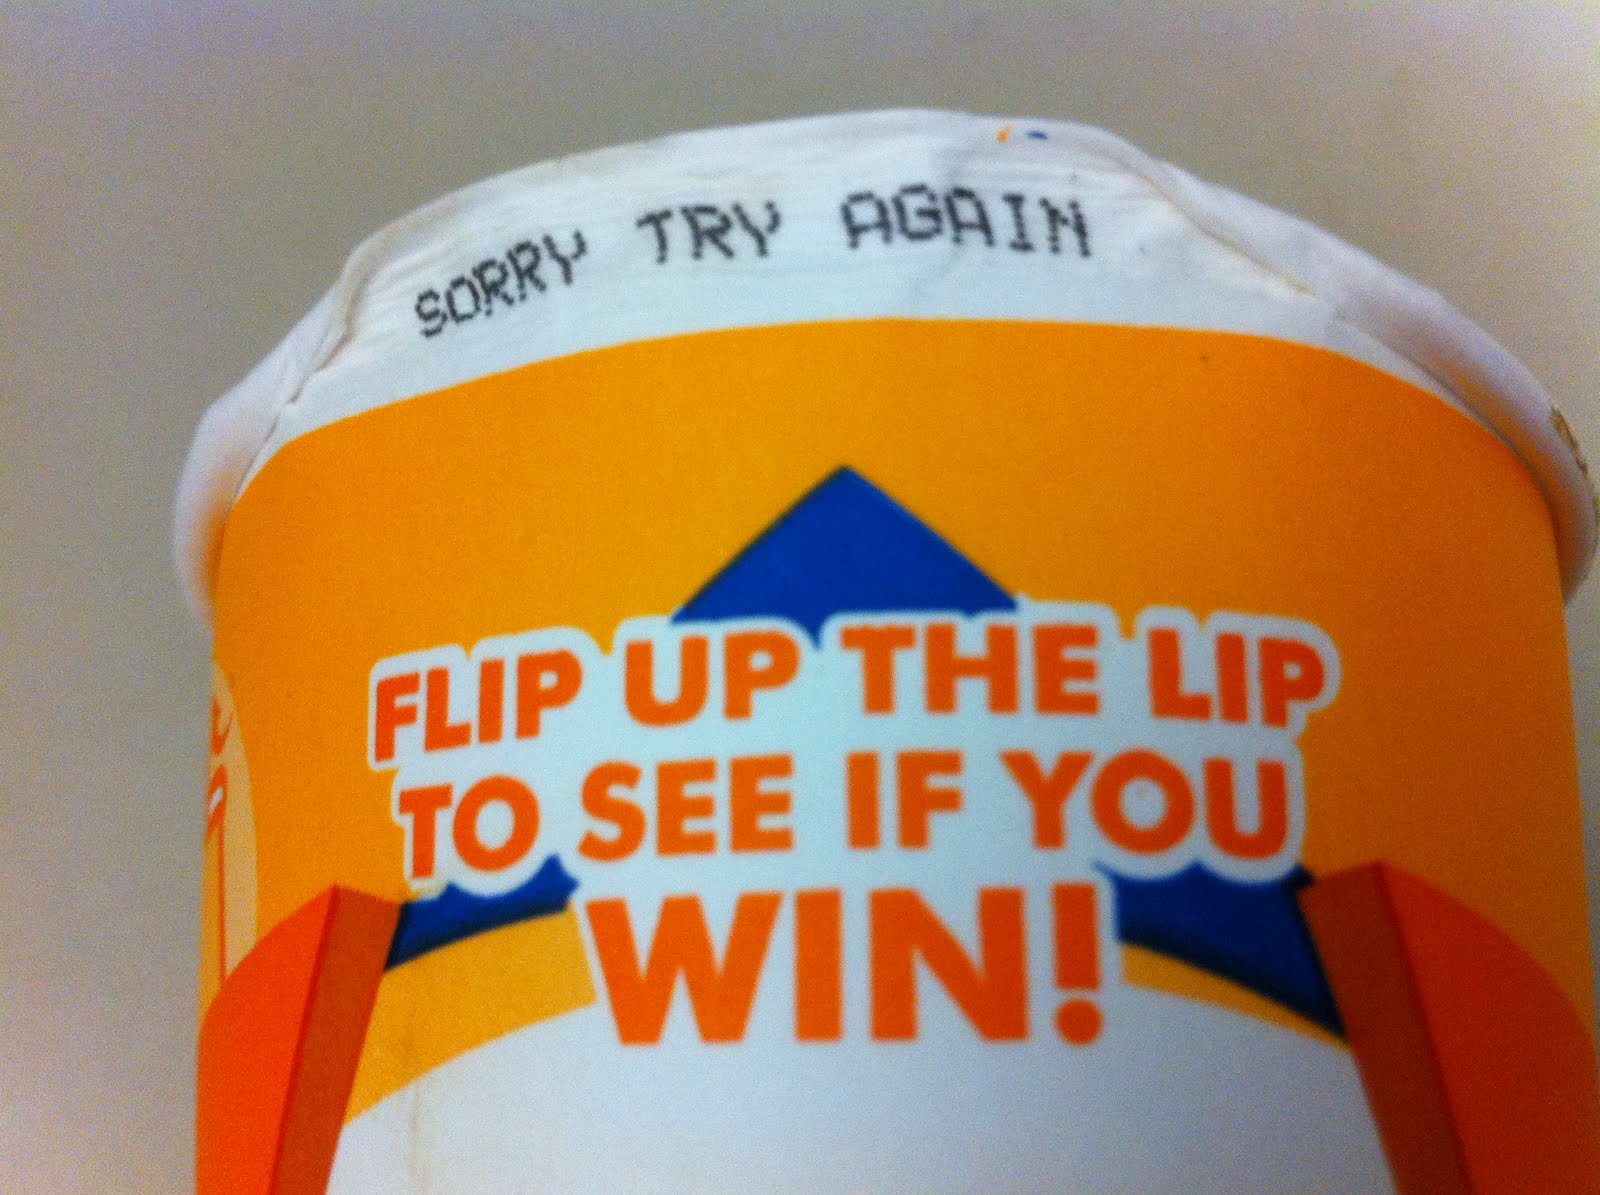 SORRY TRY AGAIN
FLIP UP THE LIP
TO SEE IF YOU
WIN!